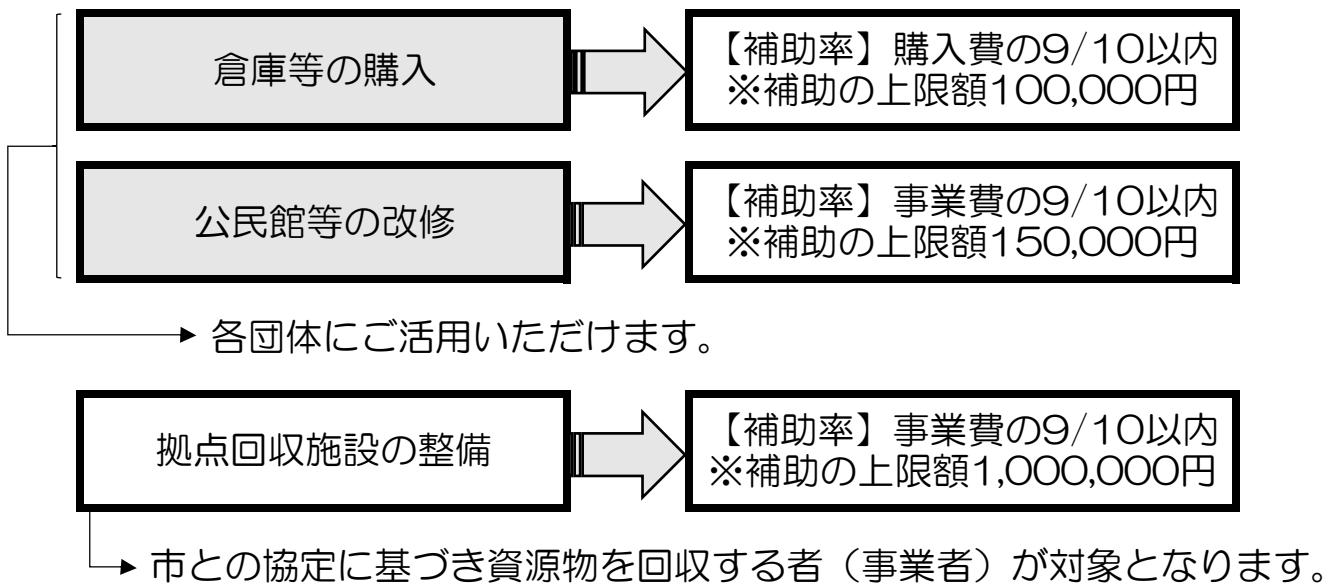 倉庫等の購入
【補助率】購入費の9/10以内
※補助の上限額100,000円
公民館等の改修
【補助率】事業費の9/10以内
※補助の上限額150,000円
各団体にご活用いただけます。
拠点回収施設の整備
【補助率】事業費の9/10以内
※補助の上限額1,000,000円
市との協定に基づき資源物を回収する者（事業者）が対象となります。